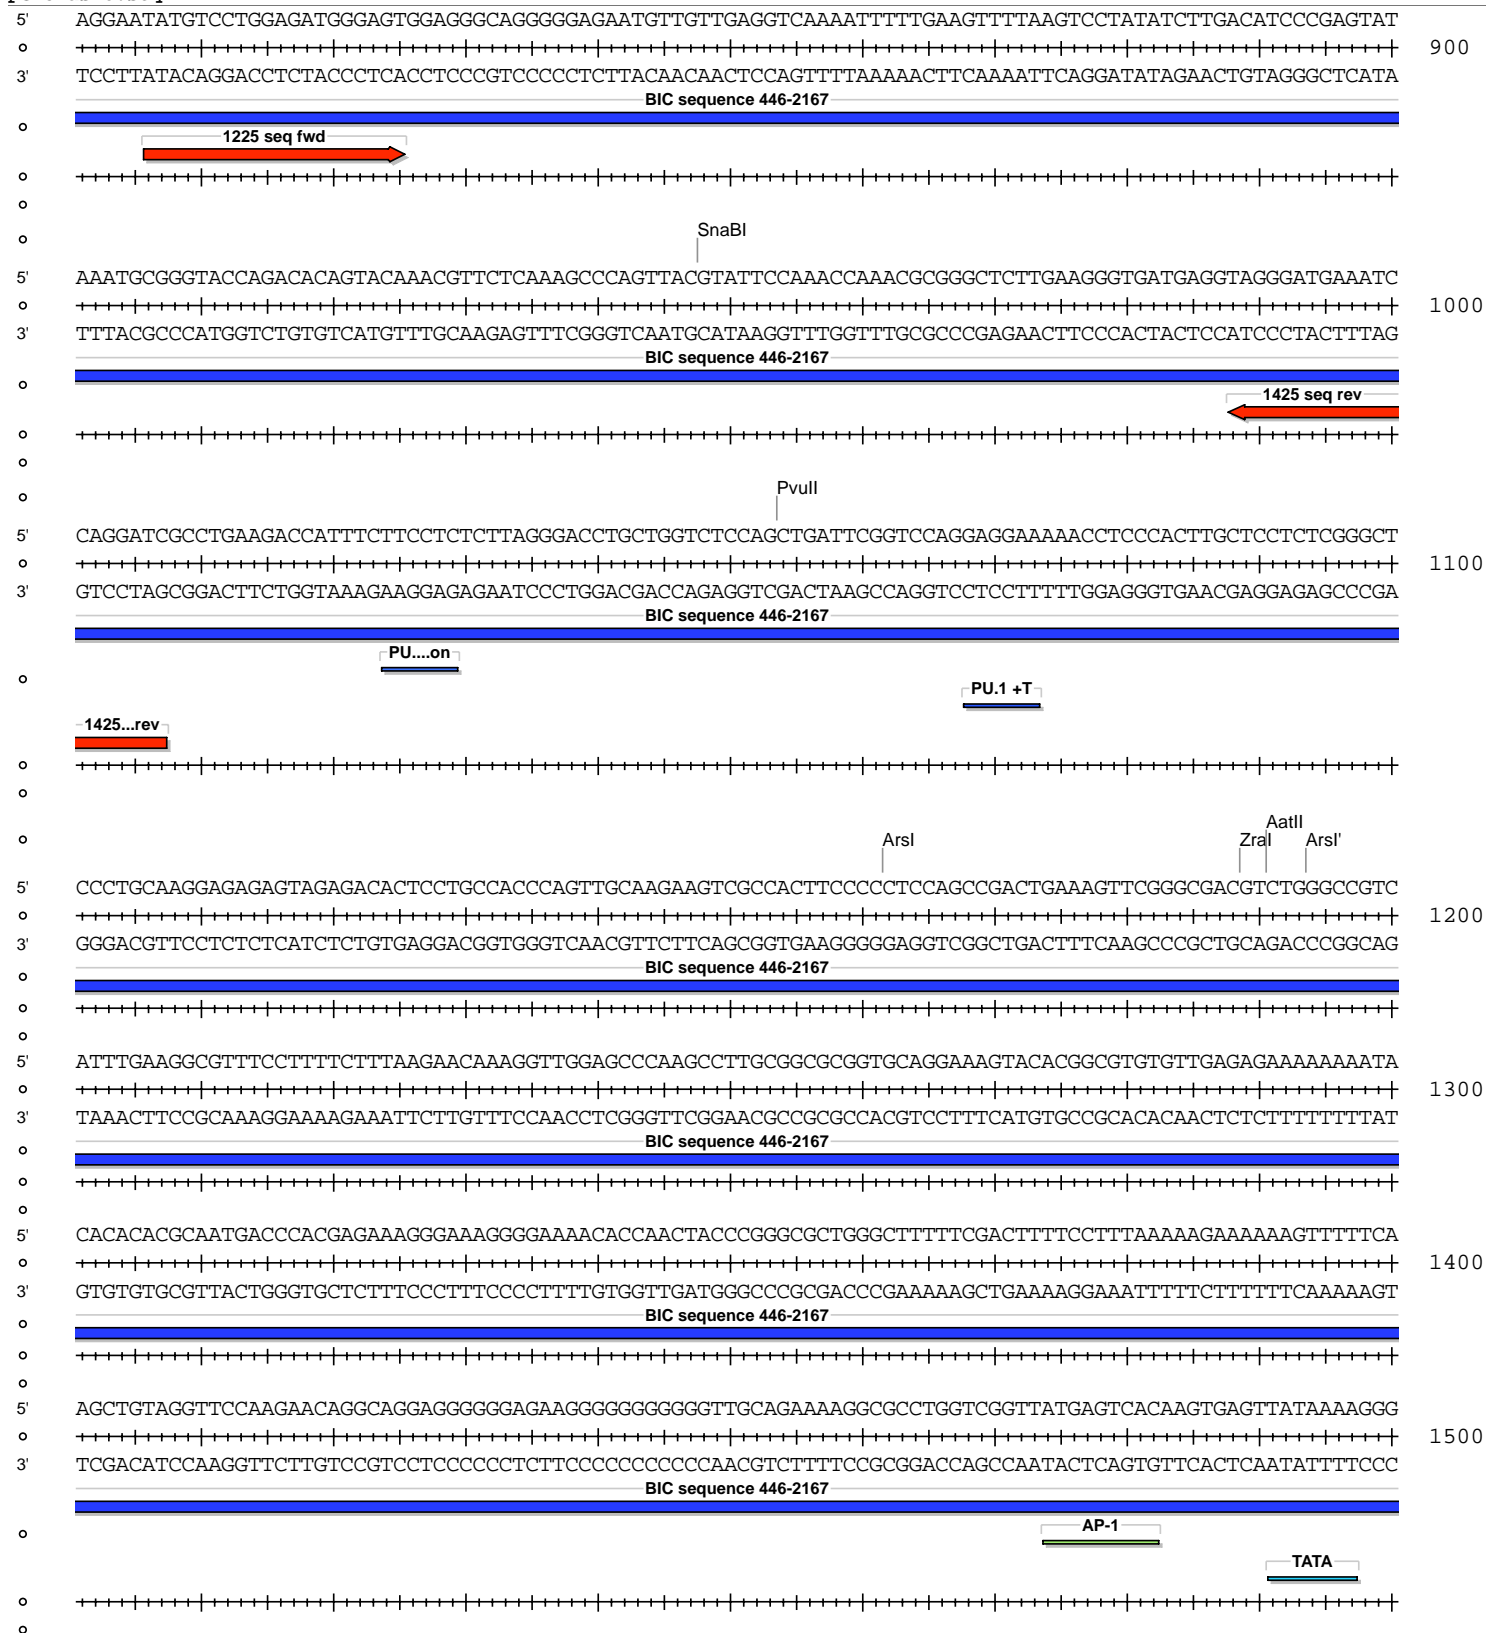 5' AGGAATATGTCCTGGAGATGGGAGTGGAGGGCAGGGGGAGAATGTTGTTGAGGTCAAAATTTTTGAAGTTTTAAGTCCTATATCTTGACATCCCGAGTAT
900
3' TCCTTATACAGGACCTCTACCCTCACCTCCCGTCCCCCTCTTACAACAACTCCAGTTTTAAAAACTTCAAAATTCAGGATATAGAACTGTAGGGCTCATA
BIC sequence 446-2167
1225 seq fwd
SnaBI
5' AAATGCGGGTACCAGACACAGTACAAACGTTCTCAAAGCCCAGTTACGTATTCCAAACCAAACGCGGGCTCTTGAAGGGTGATGAGGTAGGGATGAAATC
1000
3' TTTACGCCCATGGTCTGTGTCATGTTTGCAAGAGTTTCGGGTCAATGCATAAGGTTTGGTTTGCGCCCGAGAACTTCCCACTACTCCATCCCTACTTTAG
BIC sequence 446-2167
1425 seq rev
PvuII
5' CAGGATCGCCTGAAGACCATTTCTTCCTCTCTTAGGGACCTGCTGGTCTCCAGCTGATTCGGTCCAGGAGGAAAAACCTCCCACTTGCTCCTCTCGGGCT
1100
3' GTCCTAGCGGACTTCTGGTAAAGAAGGAGAGAATCCCTGGACGACCAGAGGTCGACTAAGCCAGGTCCTCCTTTTTGGAGGGTGAACGAGGAGAGCCCGA
BIC sequence 446-2167
PU....on
PU.1 +T
1425...rev
AatII
ArsI ZraI ArsI'
5' CCCTGCAAGGAGAGAGTAGAGACACTCCTGCCACCCAGTTGCAAGAAGTCGCCACTTCCCCCTCCAGCCGACTGAAAGTTCGGGCGACGTCTGGGCCGTC
1200
3' GGGACGTTCCTCTCTCATCTCTGTGAGGACGGTGGGTCAACGTTCTTCAGCGGTGAAGGGGGAGGTCGGCTGACTTTCAAGCCCGCTGCAGACCCGGCAG
BIC sequence 446-2167
5' ATTTGAAGGCGTTTCCTTTTCTTTAAGAACAAAGGTTGGAGCCCAAGCCTTGCGGCGCGGTGCAGGAAAGTACACGGCGTGTGTTGAGAGAAAAAAAATA
1300
3' TAAACTTCCGCAAAGGAAAAGAAATTCTTGTTTCCAACCTCGGGTTCGGAACGCCGCGCCACGTCCTTTCATGTGCCGCACACAACTCTCTTTTTTTTAT
BIC sequence 446-2167
5' CACACACGCAATGACCCACGAGAAAGGGAAAGGGGAAAACACCAACTACCCGGGCGCTGGGCTTTTTCGACTTTTCCTTTAAAAAGAAAAAAGTTTTTCA
1400
3' GTGTGTGCGTTACTGGGTGCTCTTTCCCTTTCCCCTTTTGTGGTTGATGGGCCCGCGACCCGAAAAAGCTGAAAAGGAAATTTTTCTTTTTTCAAAAAGT
BIC sequence 446-2167
5' AGCTGTAGGTTCCAAGAACAGGCAGGAGGGGGGAGAAGGGGGGGGGGGTTGCAGAAAAGGCGCCTGGTCGGTTATGAGTCACAAGTGAGTTATAAAAGGG
1500
3' TCGACATCCAAGGTTCTTGTCCGTCCTCCCCCCTCTTCCCCCCCCCCCAACGTCTTTTCCGCGGACCAGCCAATACTCAGTGTTCACTCAATATTTTCCC
BIC sequence 446-2167
AP-1
TATA